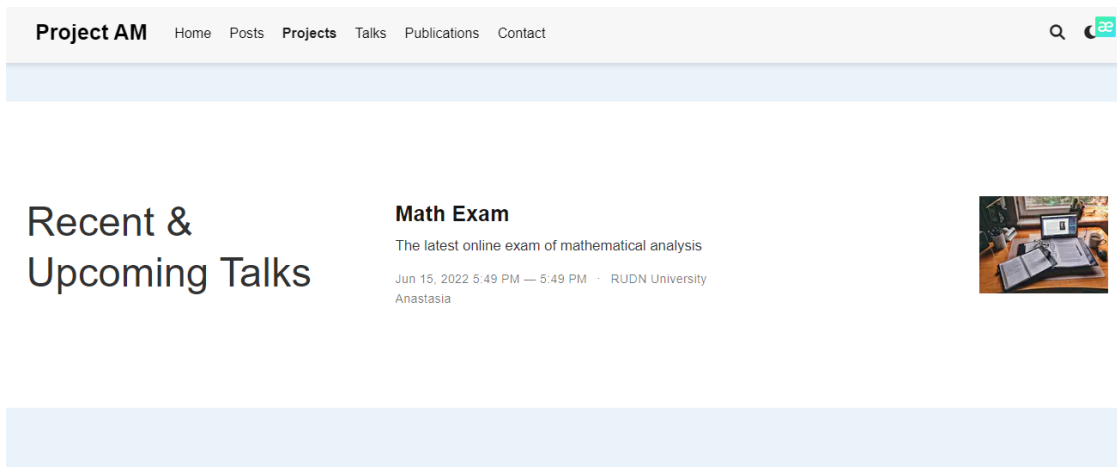 Project AM Home Posts Projects Talks Publications Contact
æ
Recent &
Upcoming Talks
Math Exam
The latest online exam of mathematical analysis
Jun 15, 2022 5:49 PM — 5:49 PM · RUDN University
Anastasia